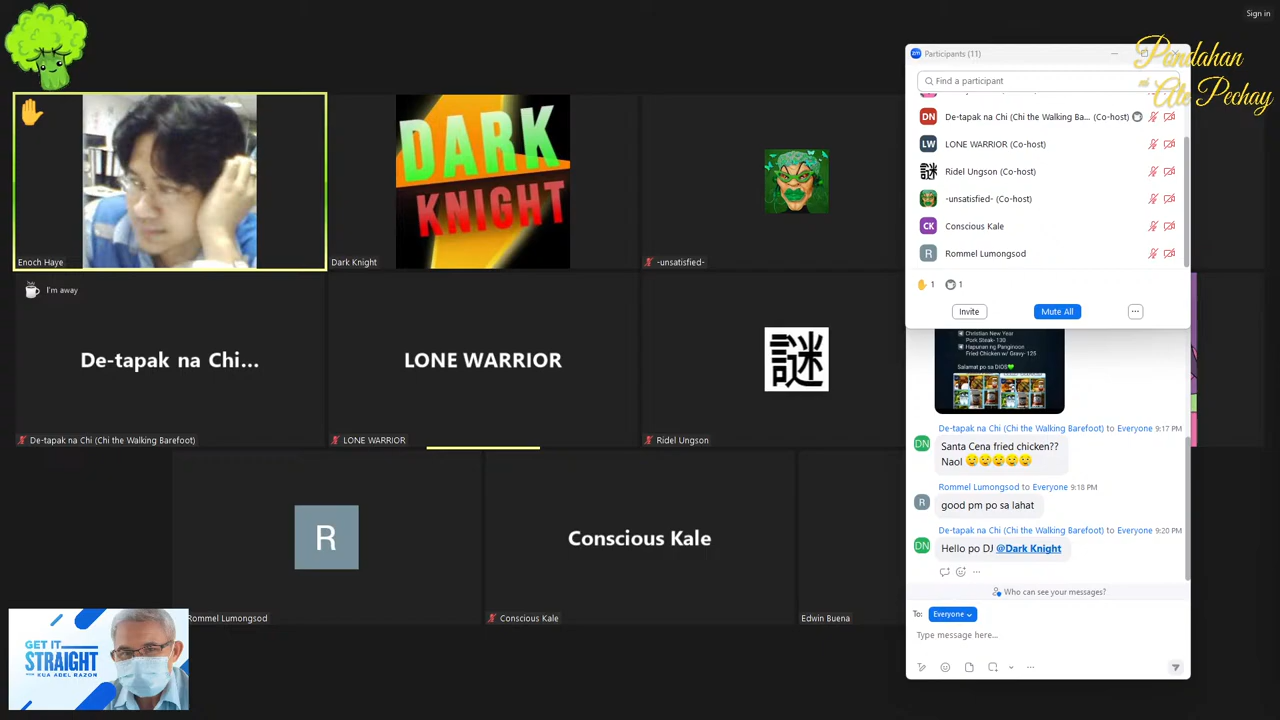 Sign in
Pandahan
ni Ate Pechay
Participants (11)
Find a participant
DN De-tapak na Chi (Chi the Walking Ba... (Co-host)
LW LONE WARRIOR (Co-host)
謎 Ridel Ungson (Co-host)
-unsatisfied- (Co-host)
CK Conscious Kale
R Rommel Lumongsod
1 1
Invite
Mute All
...
DARK
KNIGHT
Enoch Haye
Dark Knight
-unsatisfied-
I'm away
De-tapak na Chi...
LONE WARRIOR
謎
De-tapak na Chi (Chi the Walking Barefoot)
LONE WARRIOR
Ridel Ungson
R
Conscious Kale
Rommel Lumongsod
Conscious Kale
Edwin Buena
GET IT
STRAIGHT
KUA ADEL RAZON
Christian New Year
Pork Steak- 130
Hapunan ng Panginoon
Fried Chicken w/ Gravy- 125
Salamat po sa DIOS💚
De-tapak na Chi (Chi the Walking Barefoot) to Everyone 9:17 PM
DN
Santa Cena fried chicken??
Naol 😥😥😥😥😥
Rommel Lumongsod to Everyone 9:18 PM
R
good pm po sa lahat
De-tapak na Chi (Chi the Walking Barefoot) to Everyone 9:20 PM
DN
Hello po DJ @Dark Knight
Who can see your messages?
To: Everyone
Type message here...